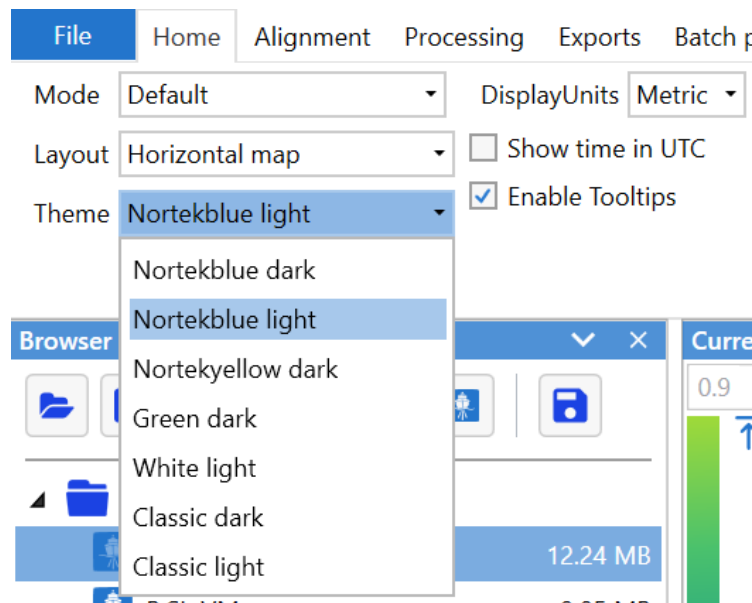 File Home Alignment Processing Exports Batch
Mode Default DisplayUnits Metric
Layout Horizontal map Show time in UTC
Theme Nortekblue light Enable Tooltips
Nortekblue dark
Nortekblue light
Browser
Nortekyellow dark
0.9
Green dark
White light
Classic dark
12.24 MB
Classic light